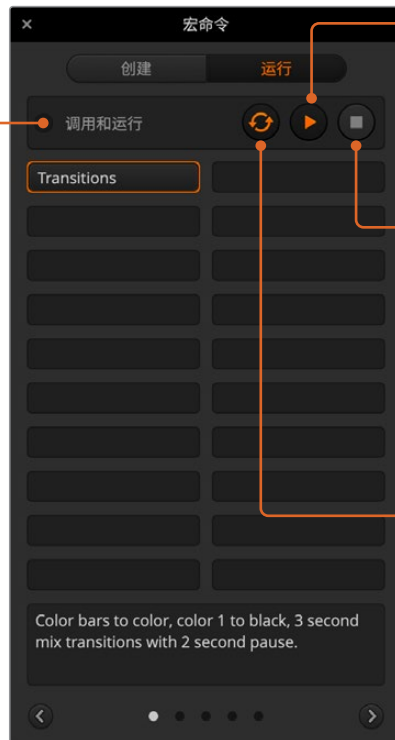 宏命令
创建
运行
调用和运行
Transitions
Color bars to color, color 1 to black, 3 second
mix transitions with 2 second pause.